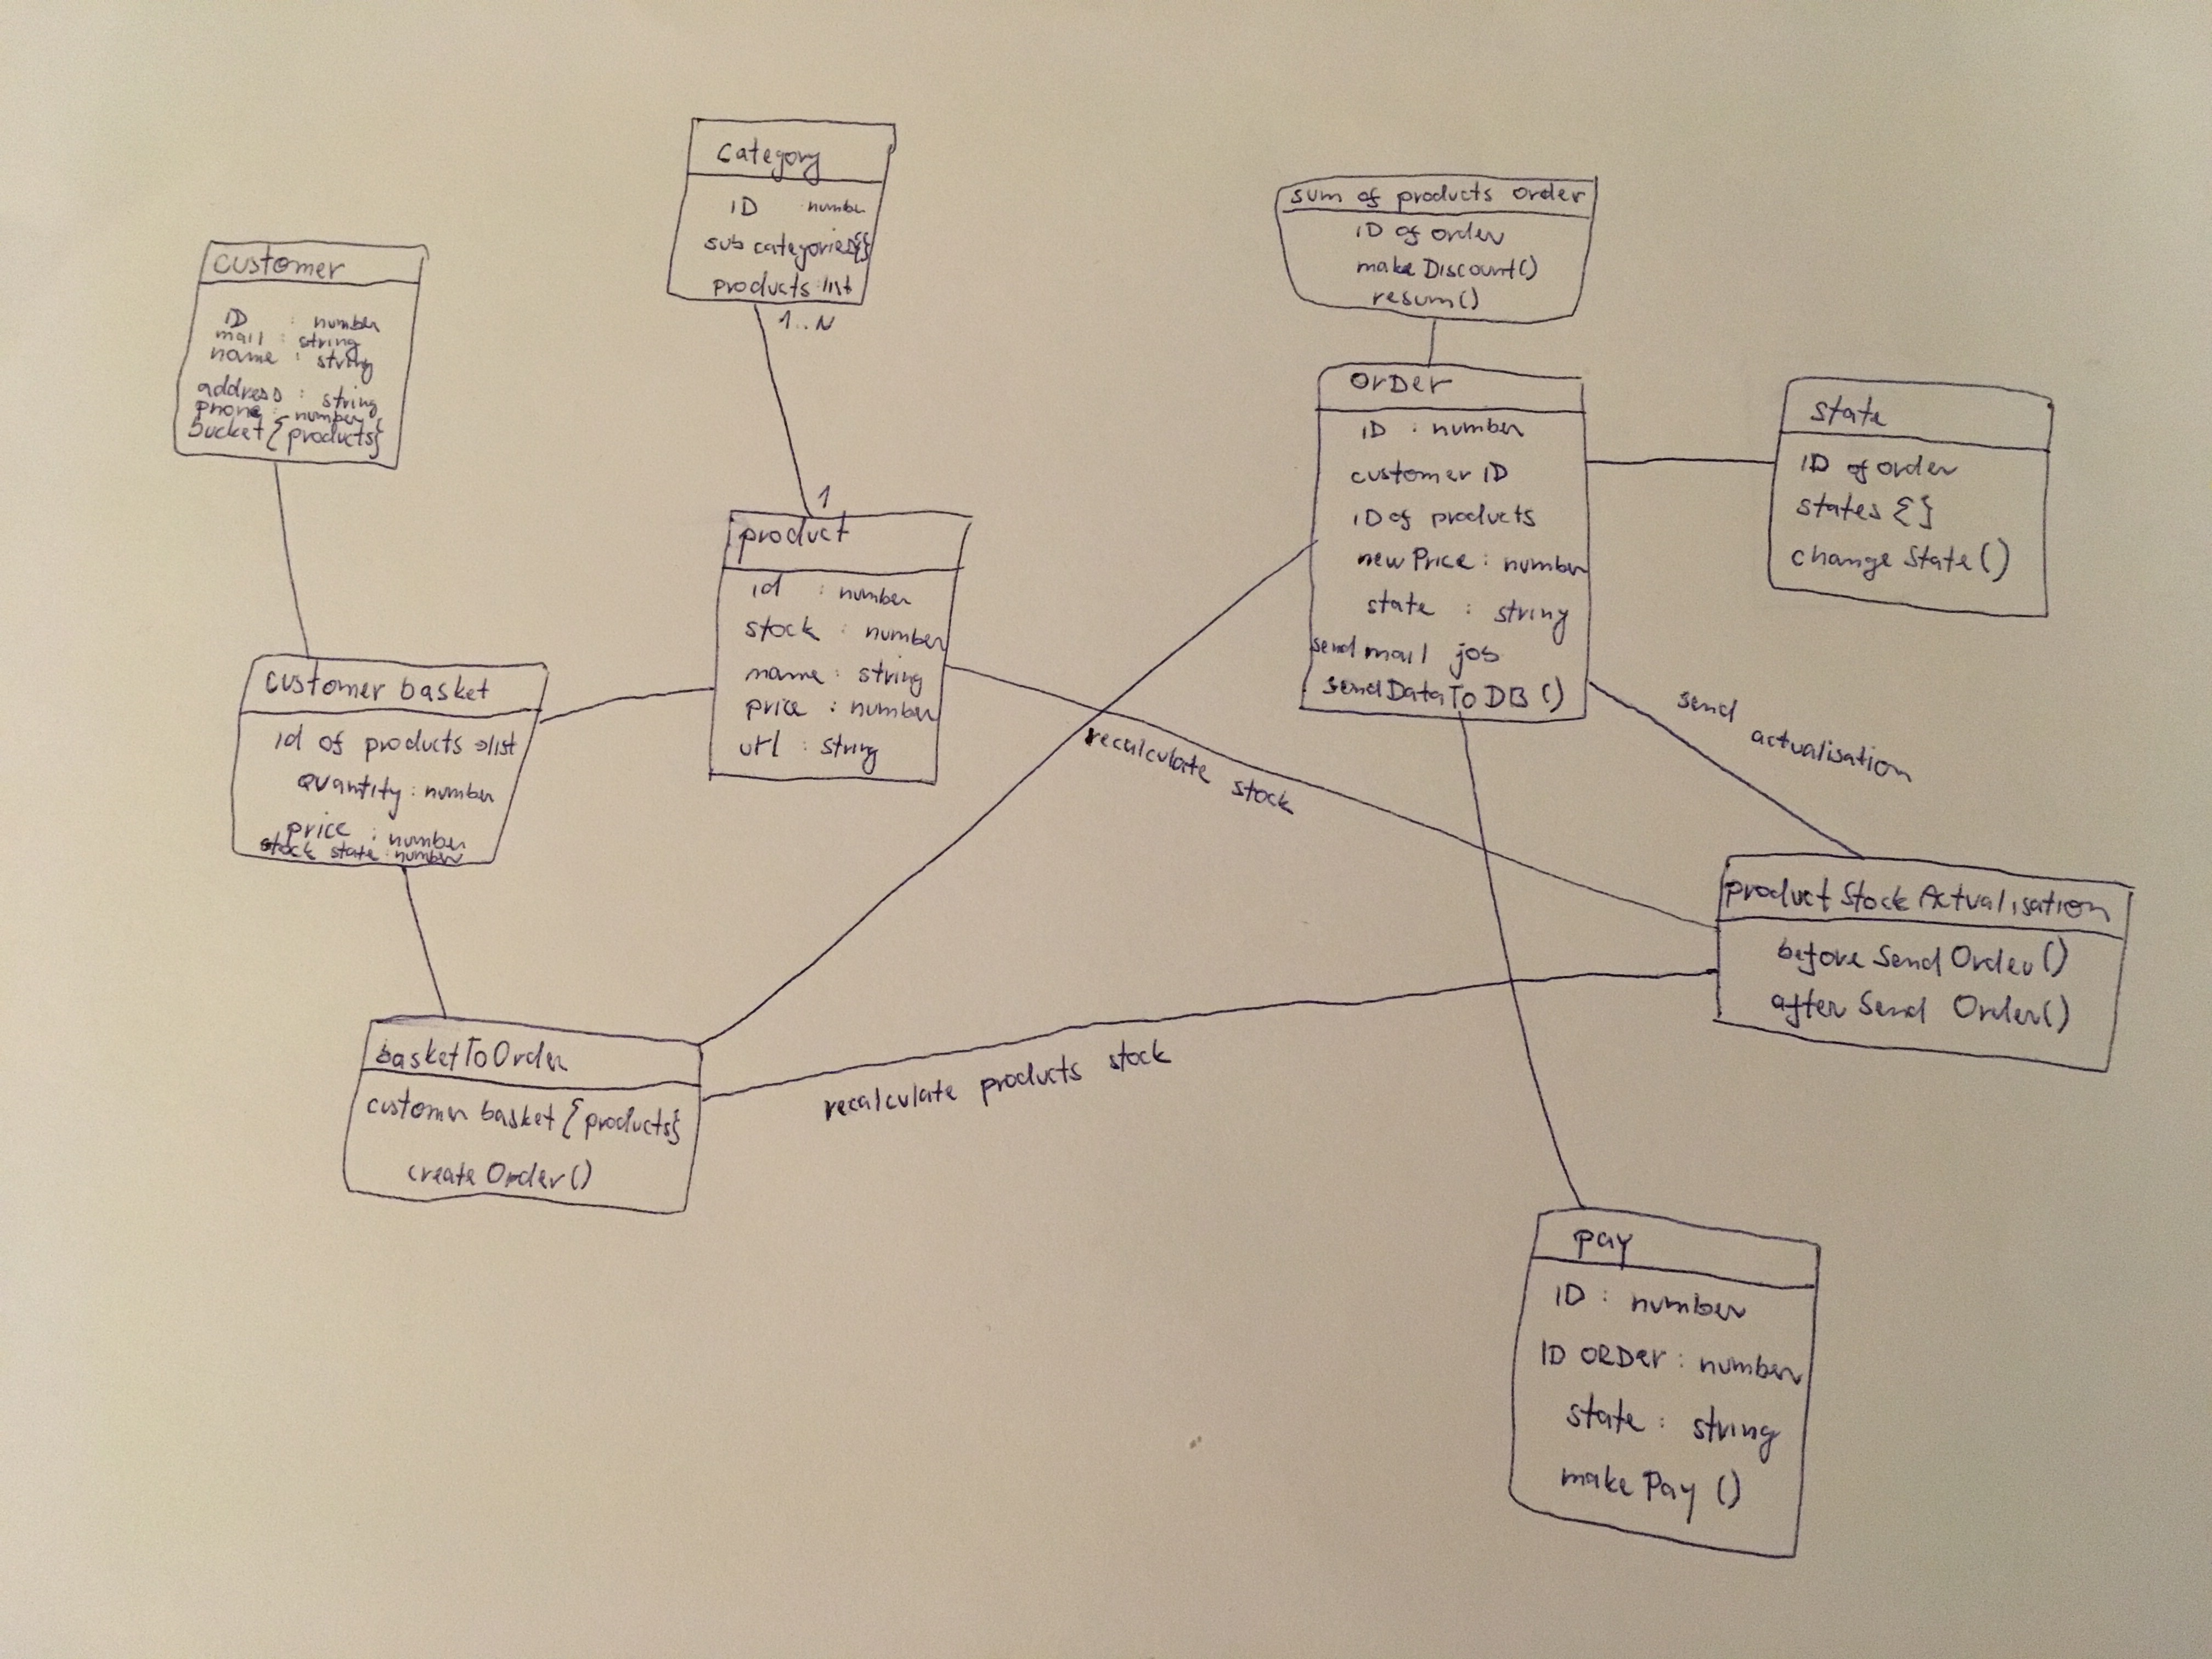 customer
ID : number
mail : string
name : string
address : string
phone : number
bucket {products}
category
ID number
sub categories{}
products list
1..N
1
product
id : number
stock : number
name : string
price : number
url : string
customer basket
id of products list
quantity : number
price : number
stock state : number
basketToOrder
customer basket {products}
create Order()
sum of products order
ID of order
make Discount()
resum()
order
ID : number
customer ID
ID of products
new Price : number
state : string
send mail job
sendDataToDB ()
state
ID of order
states {}
change State()
recalculate stock
send
actualisation
recalculate products stock
product Stock Actualisation
before Send Order()
after Send Order()
pay
ID : number
ID ORDer : number
state : string
make Pay ()